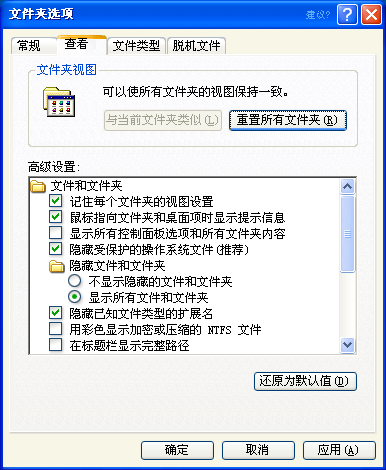 文件夹选项
建议?
常规 查看 文件类型 脱机文件
文件夹视图
可以使所有文件夹的视图保持一致。
与当前文件夹类似(L) 重置所有文件夹(R)
高级设置:
文件和文件夹
记住每个文件夹的视图设置
鼠标指向文件夹和桌面项时显示提示信息
显示所有控制面板选项和所有文件夹内容
隐藏受保护的操作系统文件(推荐)
隐藏文件和文件夹
不显示隐藏的文件和文件夹
显示所有文件和文件夹
隐藏已知文件类型的扩展名
用彩色显示加密或压缩的 NTFS 文件
在标题栏显示完整路径
还原为默认值(D)
确定 取消 应用(A)